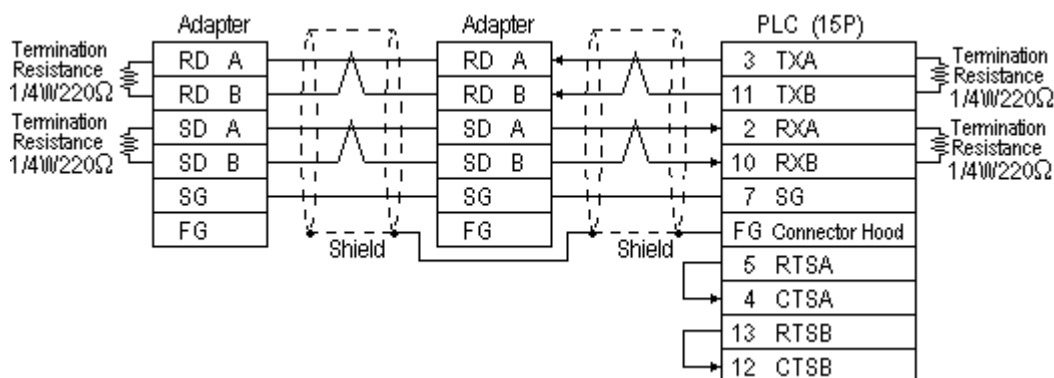 Adapter
Adapter
PLC (15P)
Termination
Resistance
1/4W220Ω
RD A
RD A
3 TXA
Termination
Resistance
1/4W220Ω
RD B
RD B
11 TXB
Termination
Resistance
1/4W220Ω
SD A
SD A
2 RXA
Termination
Resistance
1/4W220Ω
SD B
SD B
10 RXB
SG
SG
7 SG
FG
FG
FG Connector Hood
Shield
Shield
5 RTSA
4 CTSA
13 RTSB
12 CTSB